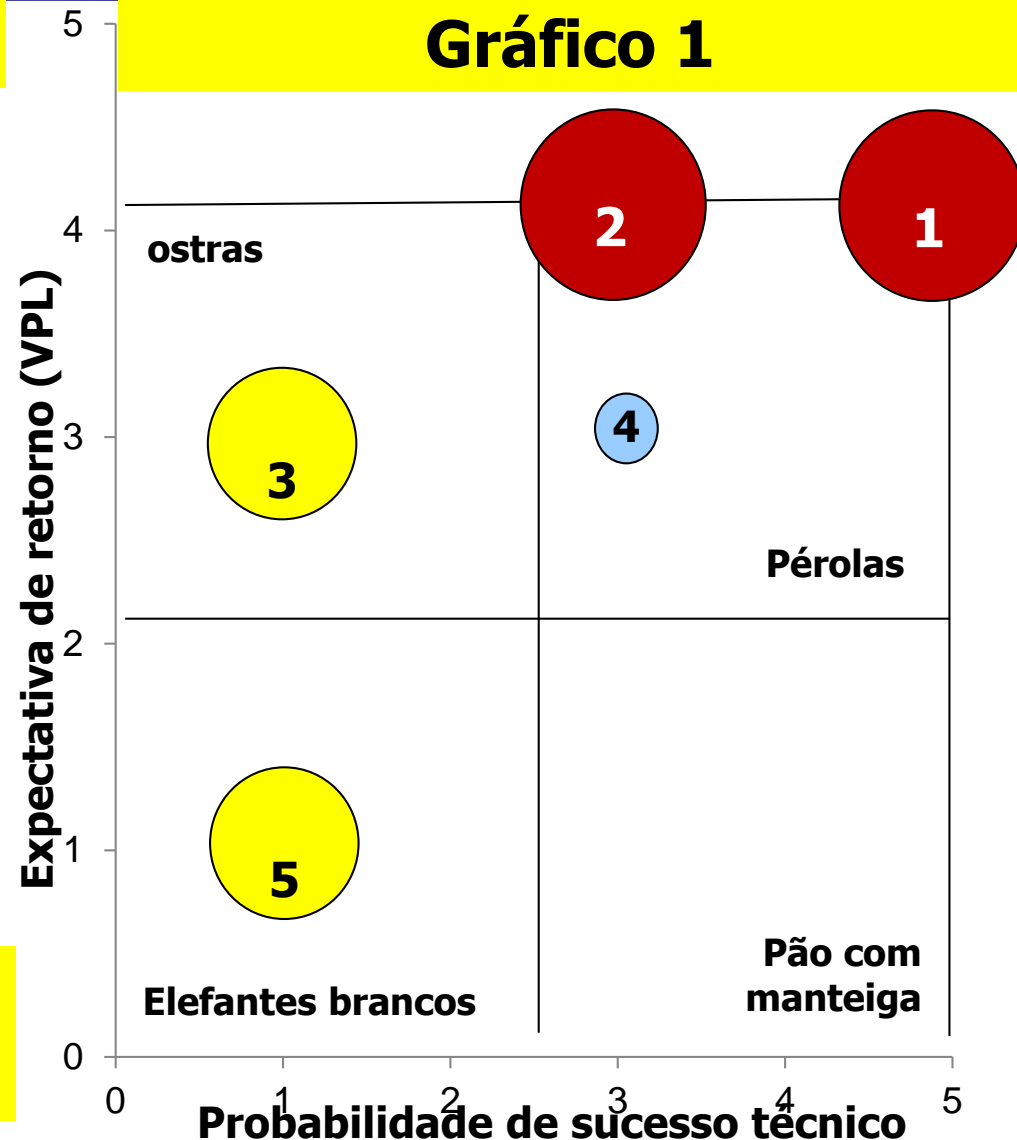 Gráfico 1
5
4
3
2
1
0
Expectativa de retorno (VPL)
ostras
2
1
3
4
Pérolas
5
Pão com
manteiga
Elefantes brancos
0 1 2 3 4 5
Probabilidade de sucesso técnico